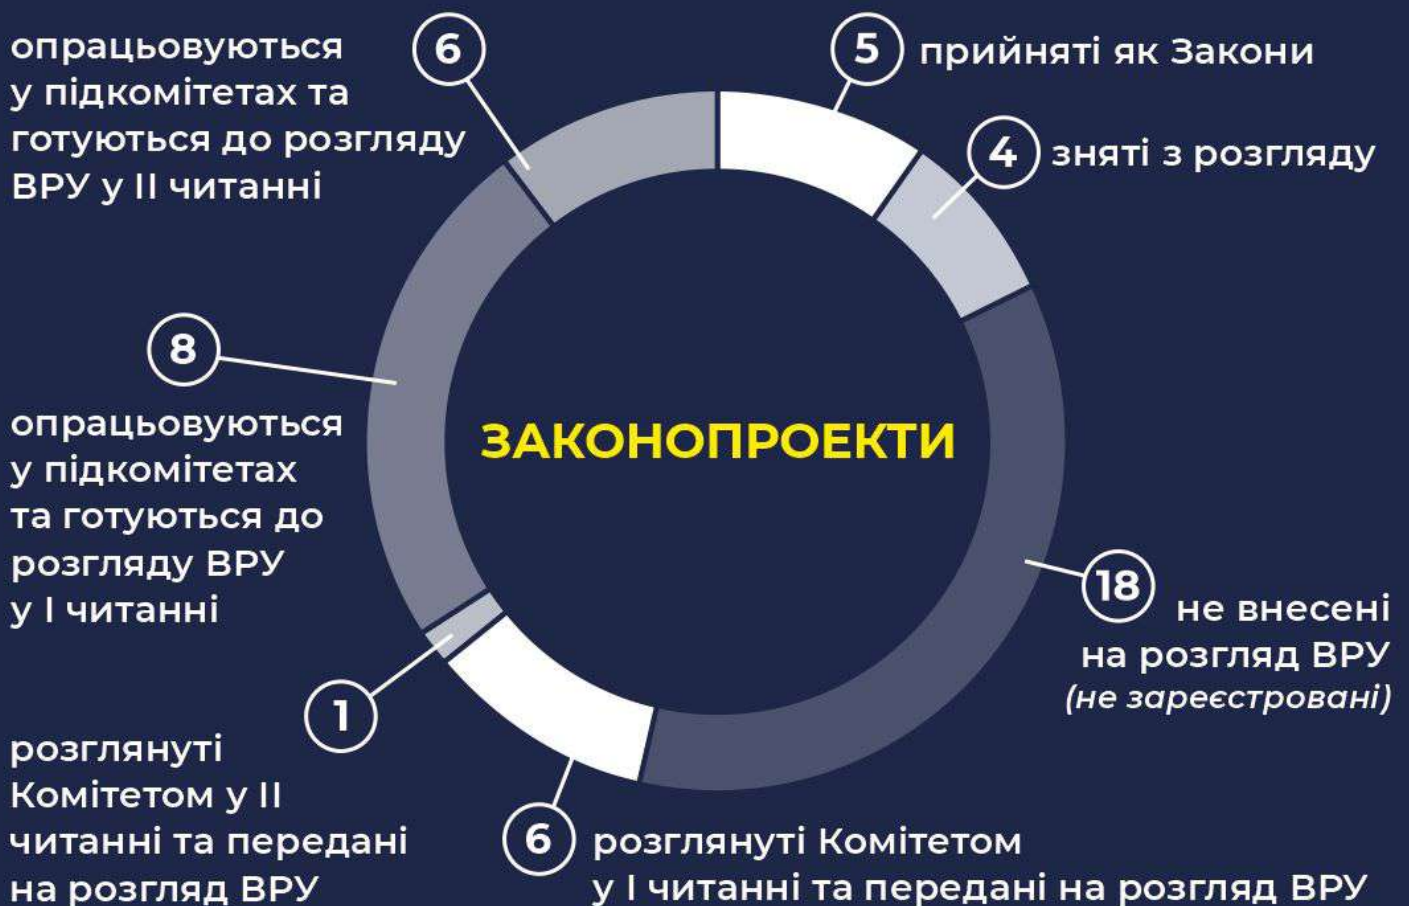 6
опрацьовуються
у підкомітетах та
готуються до розгляду
ВРУ у ІІ читанні
5 прийняті як Закони
4 зняті з розгляду
8
опрацьовуються
у підкомітетах
та готуються до
розгляду ВРУ
у І читанні
ЗАКОНОПРОЕКТИ
18
не внесені
на розгляд ВРУ
(не зареєстровані)
1
розглянуті
Комітетом у ІІ
читанні та передані
на розгляд ВРУ
6 розглянуті Комітетом
у І читанні та передані на розгляд ВРУ